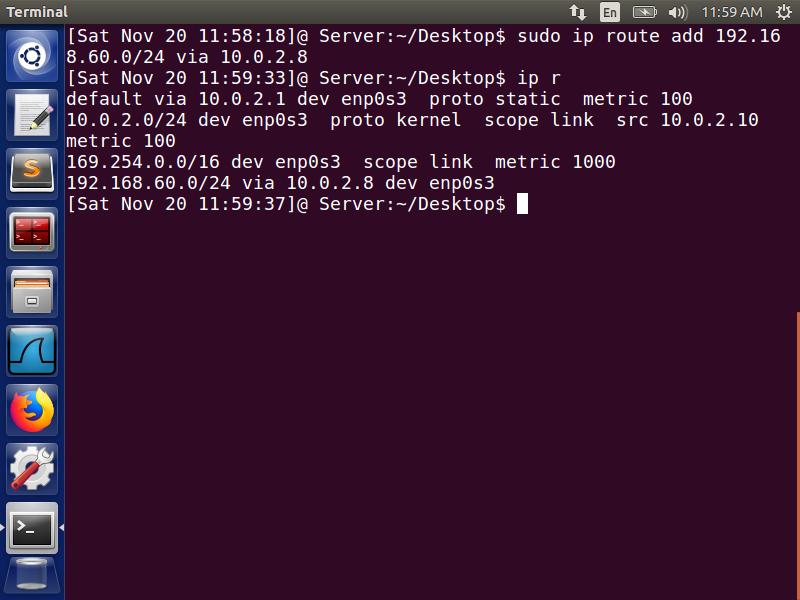 Terminal
En
11:59 AM
[Sat Nov 20 11:58:18]@ Server:~/Desktop$ sudo ip route add 192.16
8.60.0/24 via 10.0.2.8
[Sat Nov 20 11:59:33]@ Server:~/Desktop$ ip r
default via 10.0.2.1 dev enp0s3  proto static  metric 100
10.0.2.0/24 dev enp0s3  proto kernel  scope link  src 10.0.2.10
metric 100
169.254.0.0/16 dev enp0s3  scope link  metric 1000
192.168.60.0/24 via 10.0.2.8 dev enp0s3
[Sat Nov 20 11:59:37]@ Server:~/Desktop$